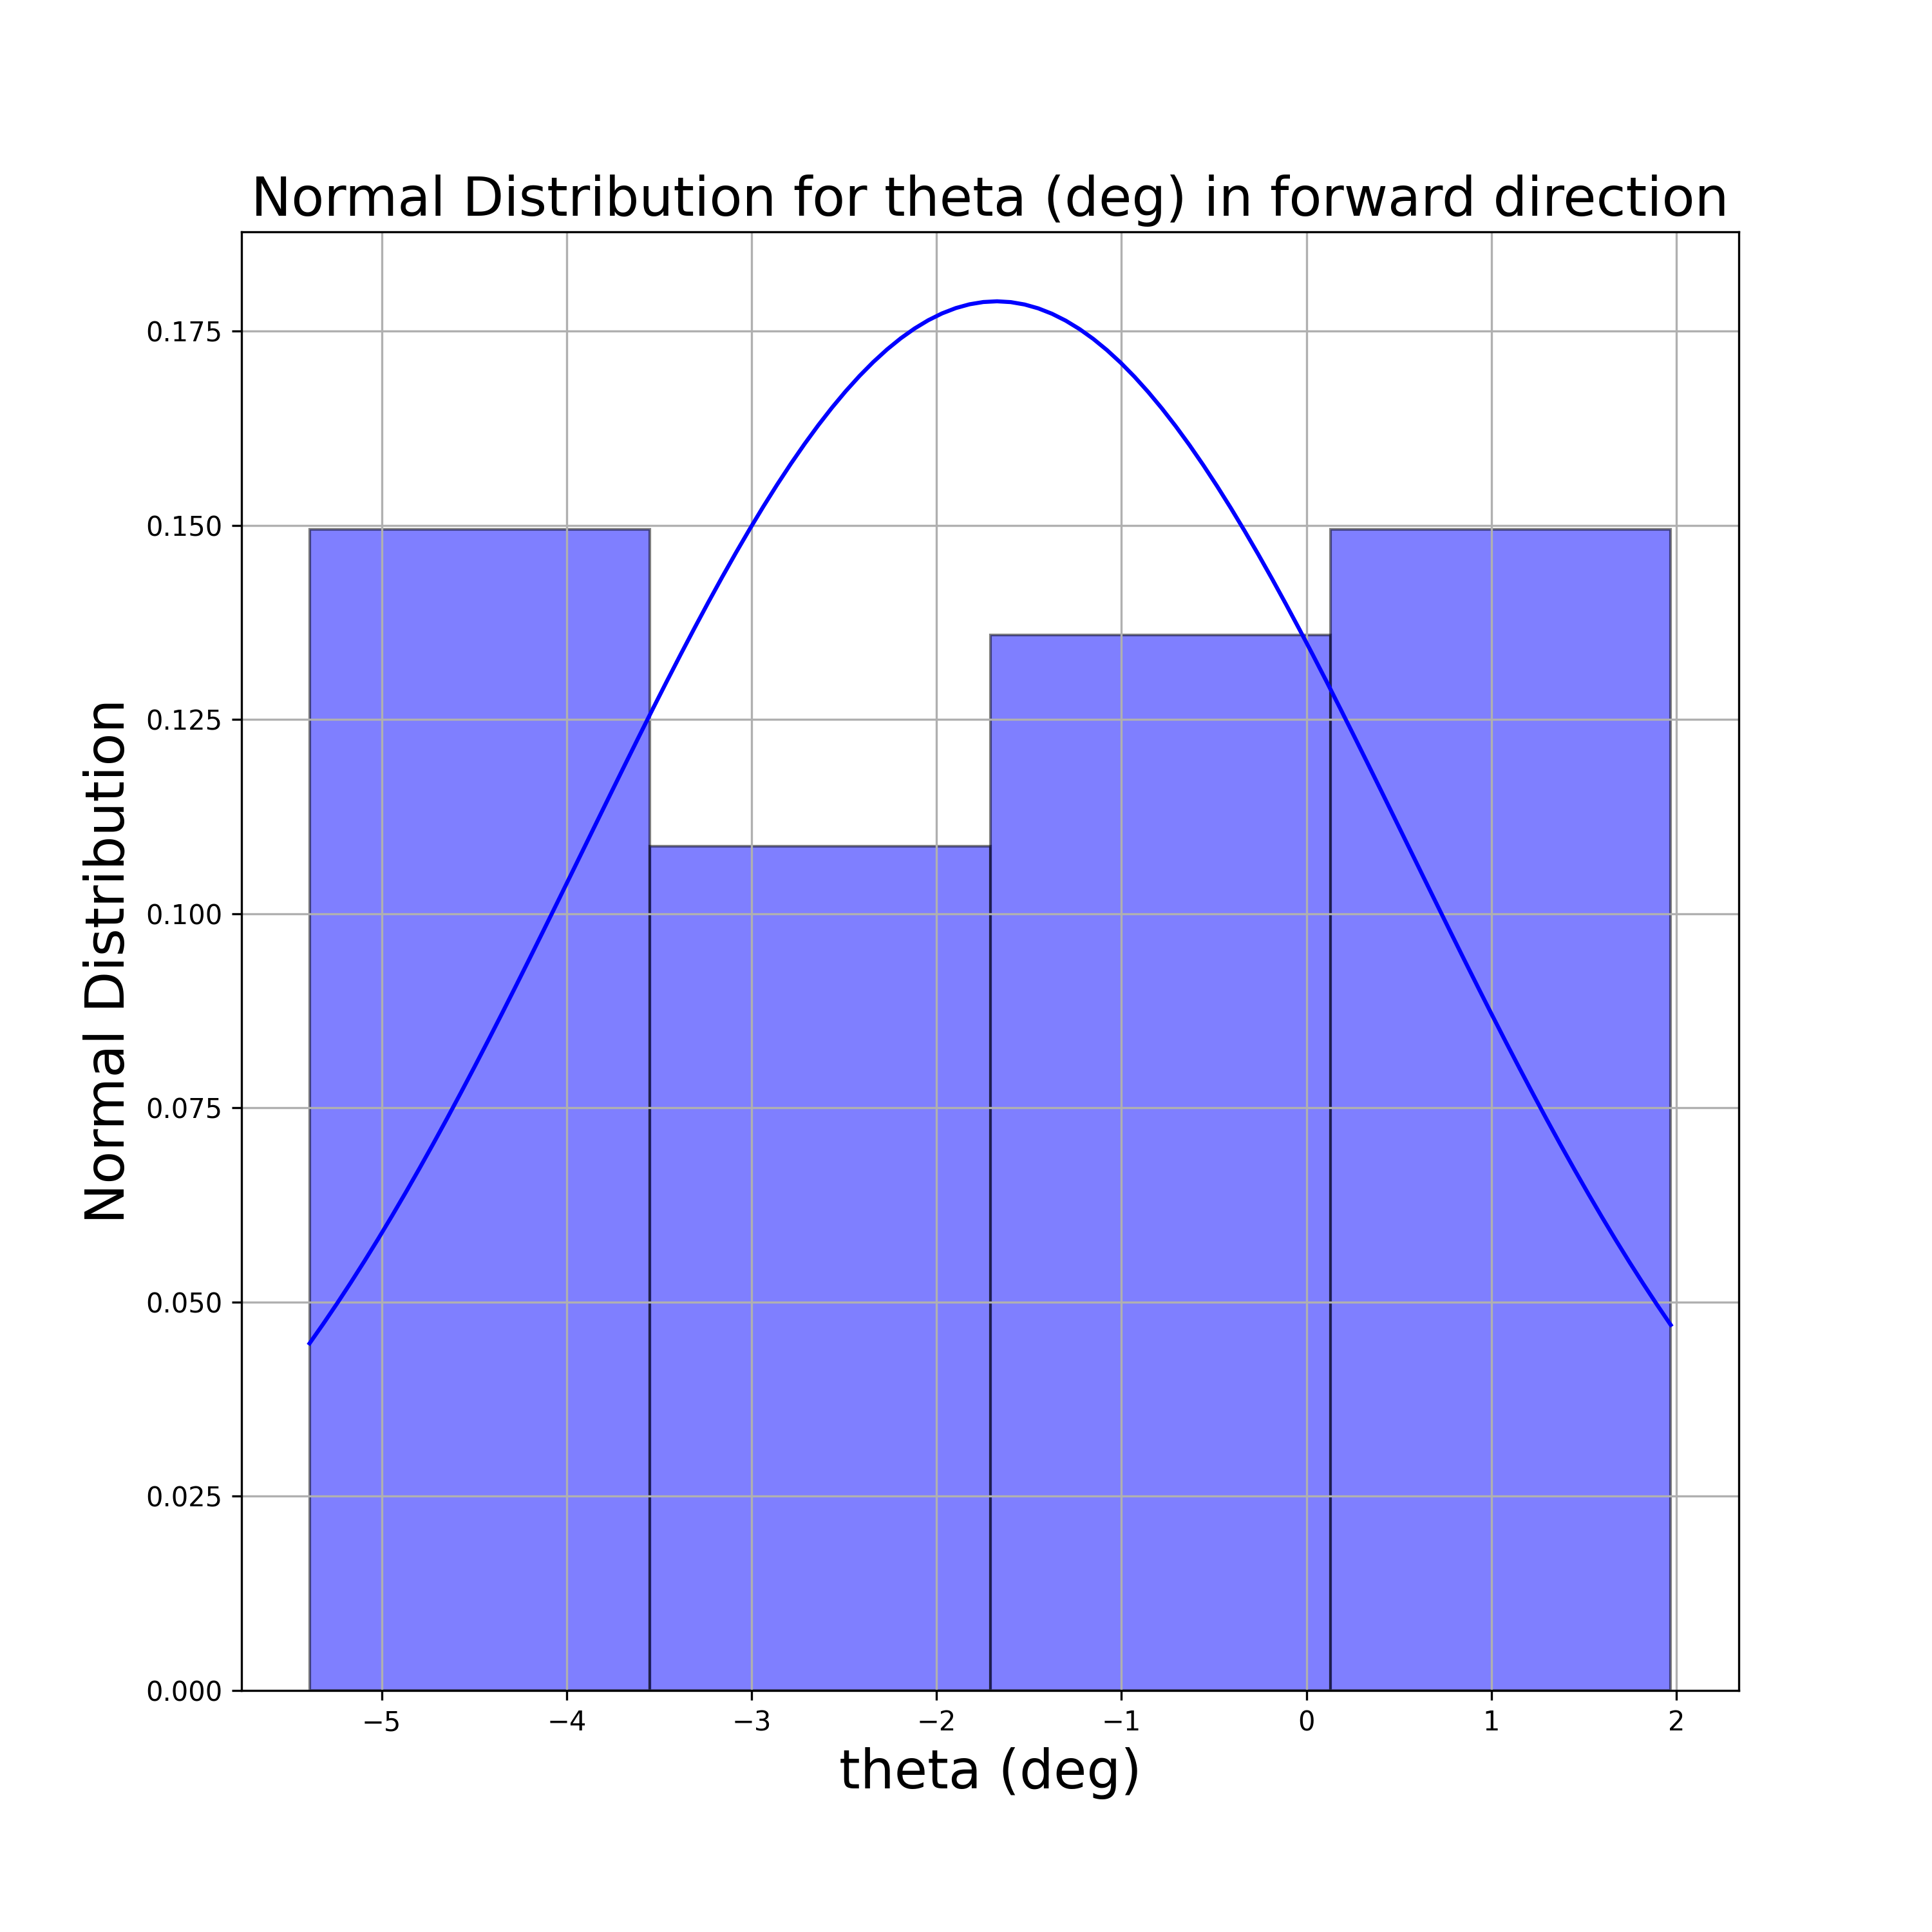 Normal Distribution for theta (deg) in forward direction
Normal Distribution
0.175
0.150
0.125
0.100
0.075
0.050
0.025
0.000
−5 −4 −3 −2 −1 0 1 2
theta (deg)